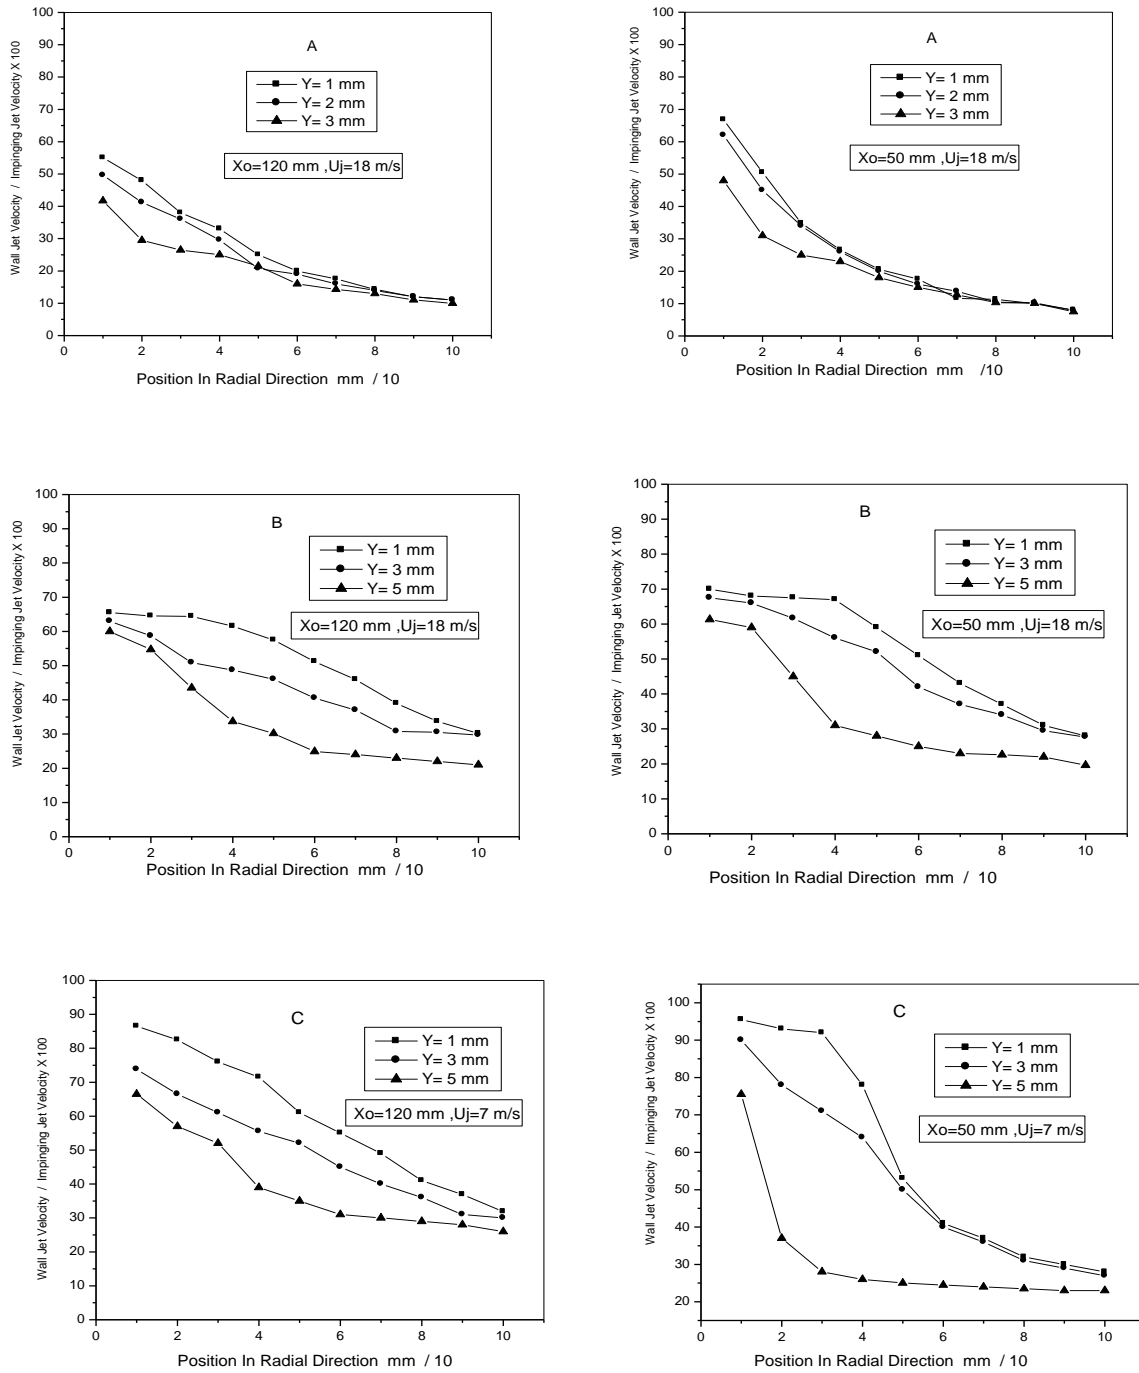 A
Y= 1 mm
Y= 2 mm
Y= 3 mm
Xo=120 mm ,Uj=18 m/s
Wall Jet Velocity / Impinging Jet Velocity X 100
100
90
80
70
60
50
40
30
20
10
0
0 2 4 6 8 10
Position In Radial Direction mm / 10
A
Y= 1 mm
Y= 2 mm
Y= 3 mm
Xo=50 mm ,Uj=18 m/s
Wall Jet Velocity / Impinging Jet Velocity X 100
100
90
80
70
60
50
40
30
20
10
0
0 2 4 6 8 10
Position In Radial Direction mm /10
B
Y= 1 mm
Y= 3 mm
Y= 5 mm
Xo=120 mm ,Uj=18 m/s
Wall Jet Velocity / Impinging Jet Velocity X 100
100
90
80
70
60
50
40
30
20
10
0
0 2 4 6 8 10
Position In Radial Direction mm / 10
B
Y= 1 mm
Y= 3 mm
Y= 5 mm
Xo=50 mm ,Uj=18 m/s
Wall Jet Velocity / Impinging Jet Velocity X 100
100
90
80
70
60
50
40
30
20
10
0
0 2 4 6 8 10
Position In Radial Direction mm / 10
C
Y= 1 mm
Y= 3 mm
Y= 5 mm
Xo=120 mm ,Uj=7 m/s
Wall Jet Velocity / Impinging Jet Velocity X 100
100
90
80
70
60
50
40
30
20
10
0
0 2 4 6 8 10
Position In Radial Direction mm / 10
C
Y= 1 mm
Y= 3 mm
Y= 5 mm
Xo=50 mm ,Uj=7 m/s
Wall Jet Velocity / Impinging Jet Velocity X 100
100
90
80
70
60
50
40
30
20
0 2 4 6 8 10
Position In Radial Direction mm / 10